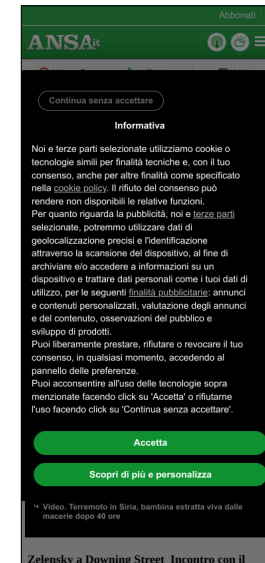 Abbonati
ANSAit
Continua senza accettare
Informativa
Noi e terze parti selezionate utilizziamo cookie o
tecnologie simili per finalità tecniche e, con il tuo
consenso, anche per altre finalità come specificato
nella cookie policy. Il rifiuto del consenso può
rendere non disponibili le relative funzioni.
Per quanto riguarda la pubblicità, noi e terze parti
selezionate, potremmo utilizzare dati di
geolocalizzazione precisi e l'identificazione
attraverso la scansione del dispositivo, al fine di
archiviare e/o accedere a informazioni su un
dispositivo e trattare dati personali come i tuoi dati di
utilizzo, per le seguenti finalità pubblicitarie: annunci
e contenuti personalizzati, valutazione degli annunci
e del contenuto, osservazioni del pubblico e
sviluppo di prodotti.
Puoi liberamente prestare, rifiutare o revocare il tuo
consenso, in qualsiasi momento, accedendo al
pannello delle preferenze.
Puoi acconsentire all'uso delle tecnologie sopra
menzionate facendo click su 'Accetta' o rifiutarne
l'uso facendo click su 'Continua senza accettare'.
Accetta
Scopri di più e personalizza
Video. Terremoto in Siria, bambina estratta viva dalle
macerie dopo 40 ore
Zelensky a Downing Street Incontro con il